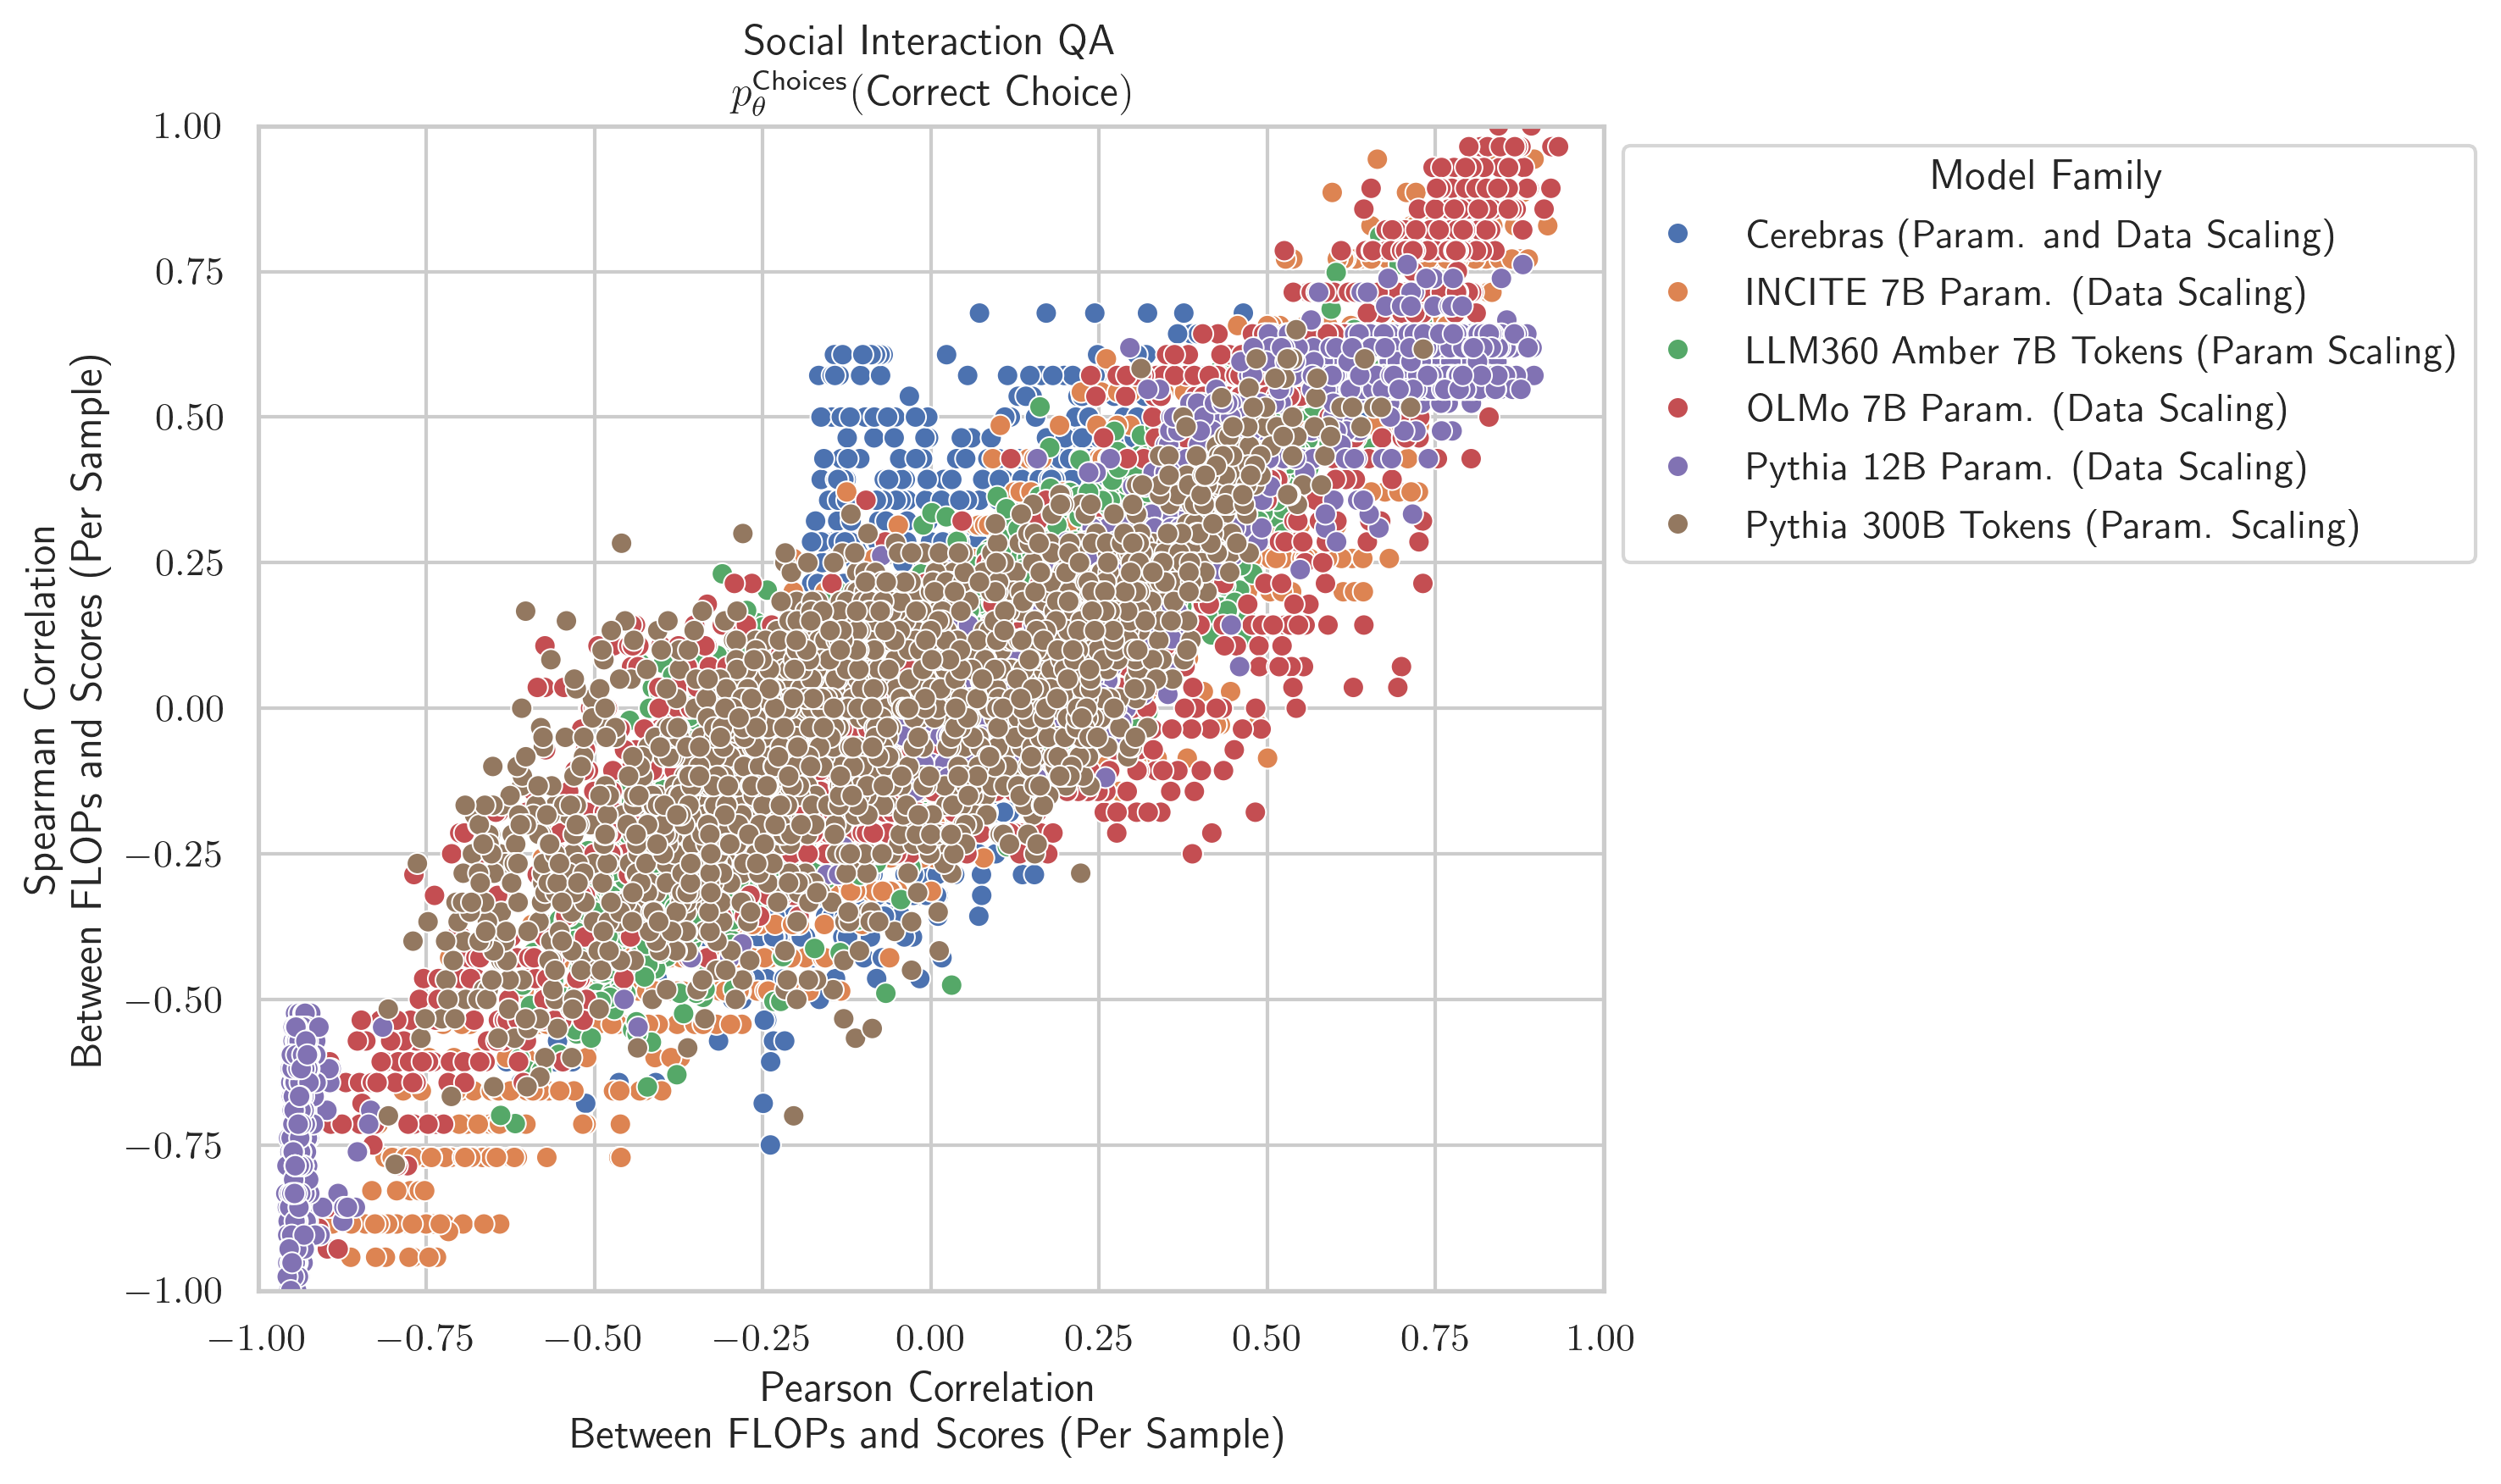 Social Interaction QA
p_θ^Choices(Correct Choice)
1.00
0.75
0.50
0.25
0.00
−0.25
−0.50
−0.75
−1.00
Spearman Correlation
Between FLOPs and Scores (Per Sample)
−1.00 −0.75 −0.50 −0.25 0.00 0.25 0.50 0.75 1.00
Pearson Correlation
Between FLOPs and Scores (Per Sample)
Model Family
Cerebras (Param. and Data Scaling)
INCITE 7B Param. (Data Scaling)
LLM360 Amber 7B Tokens (Param Scaling)
OLMo 7B Param. (Data Scaling)
Pythia 12B Param. (Data Scaling)
Pythia 300B Tokens (Param. Scaling)